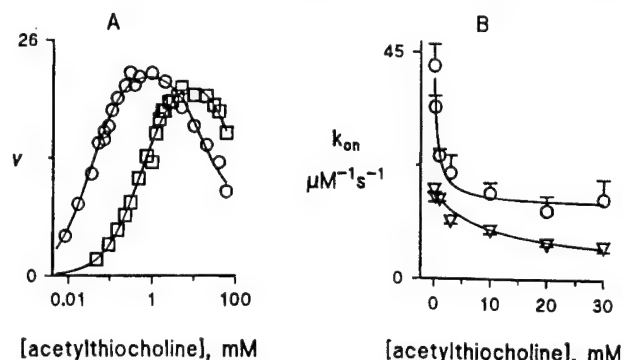 A
26
v
0
0.01
1
100
[acetylthiocholine], mM
B
45
k_on
μM⁻¹s⁻¹
0
0
10
20
30
[acetylthiocholine], mM